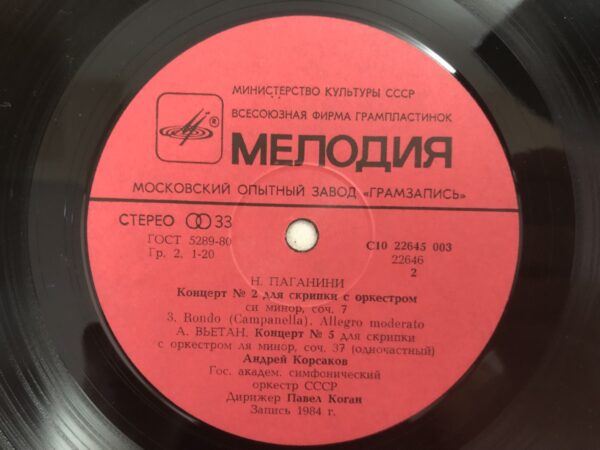 МИНИСТЕРСТВО КУЛЬТУРЫ СССР
ВСЕСОЮЗНАЯ ФИРМА ГРАМПЛАСТИНОК
®
МЕЛОДИЯ
МОСКОВСКИЙ ОПЫТНЫЙ ЗАВОД «ГРАМЗАПИСЬ»
СТЕРЕО 33
ГОСТ 5289-80
Гр. 2. 1-20
С10 22645 003
22646
2
Н. ПАГАНИНИ
Концерт № 2 для скрипки с оркестром
си минор, соч. 7
3. Rondo (Campanella). Allegro moderato
А. ВЬЕТАН. Концерт № 5 для скрипки
с оркестром ля минор, соч. 37 (одночастный)
Андрей Корсаков
Гос. академ. симфонический
оркестр СССР
Дирижер Павел Коган
Запись 1984 г.